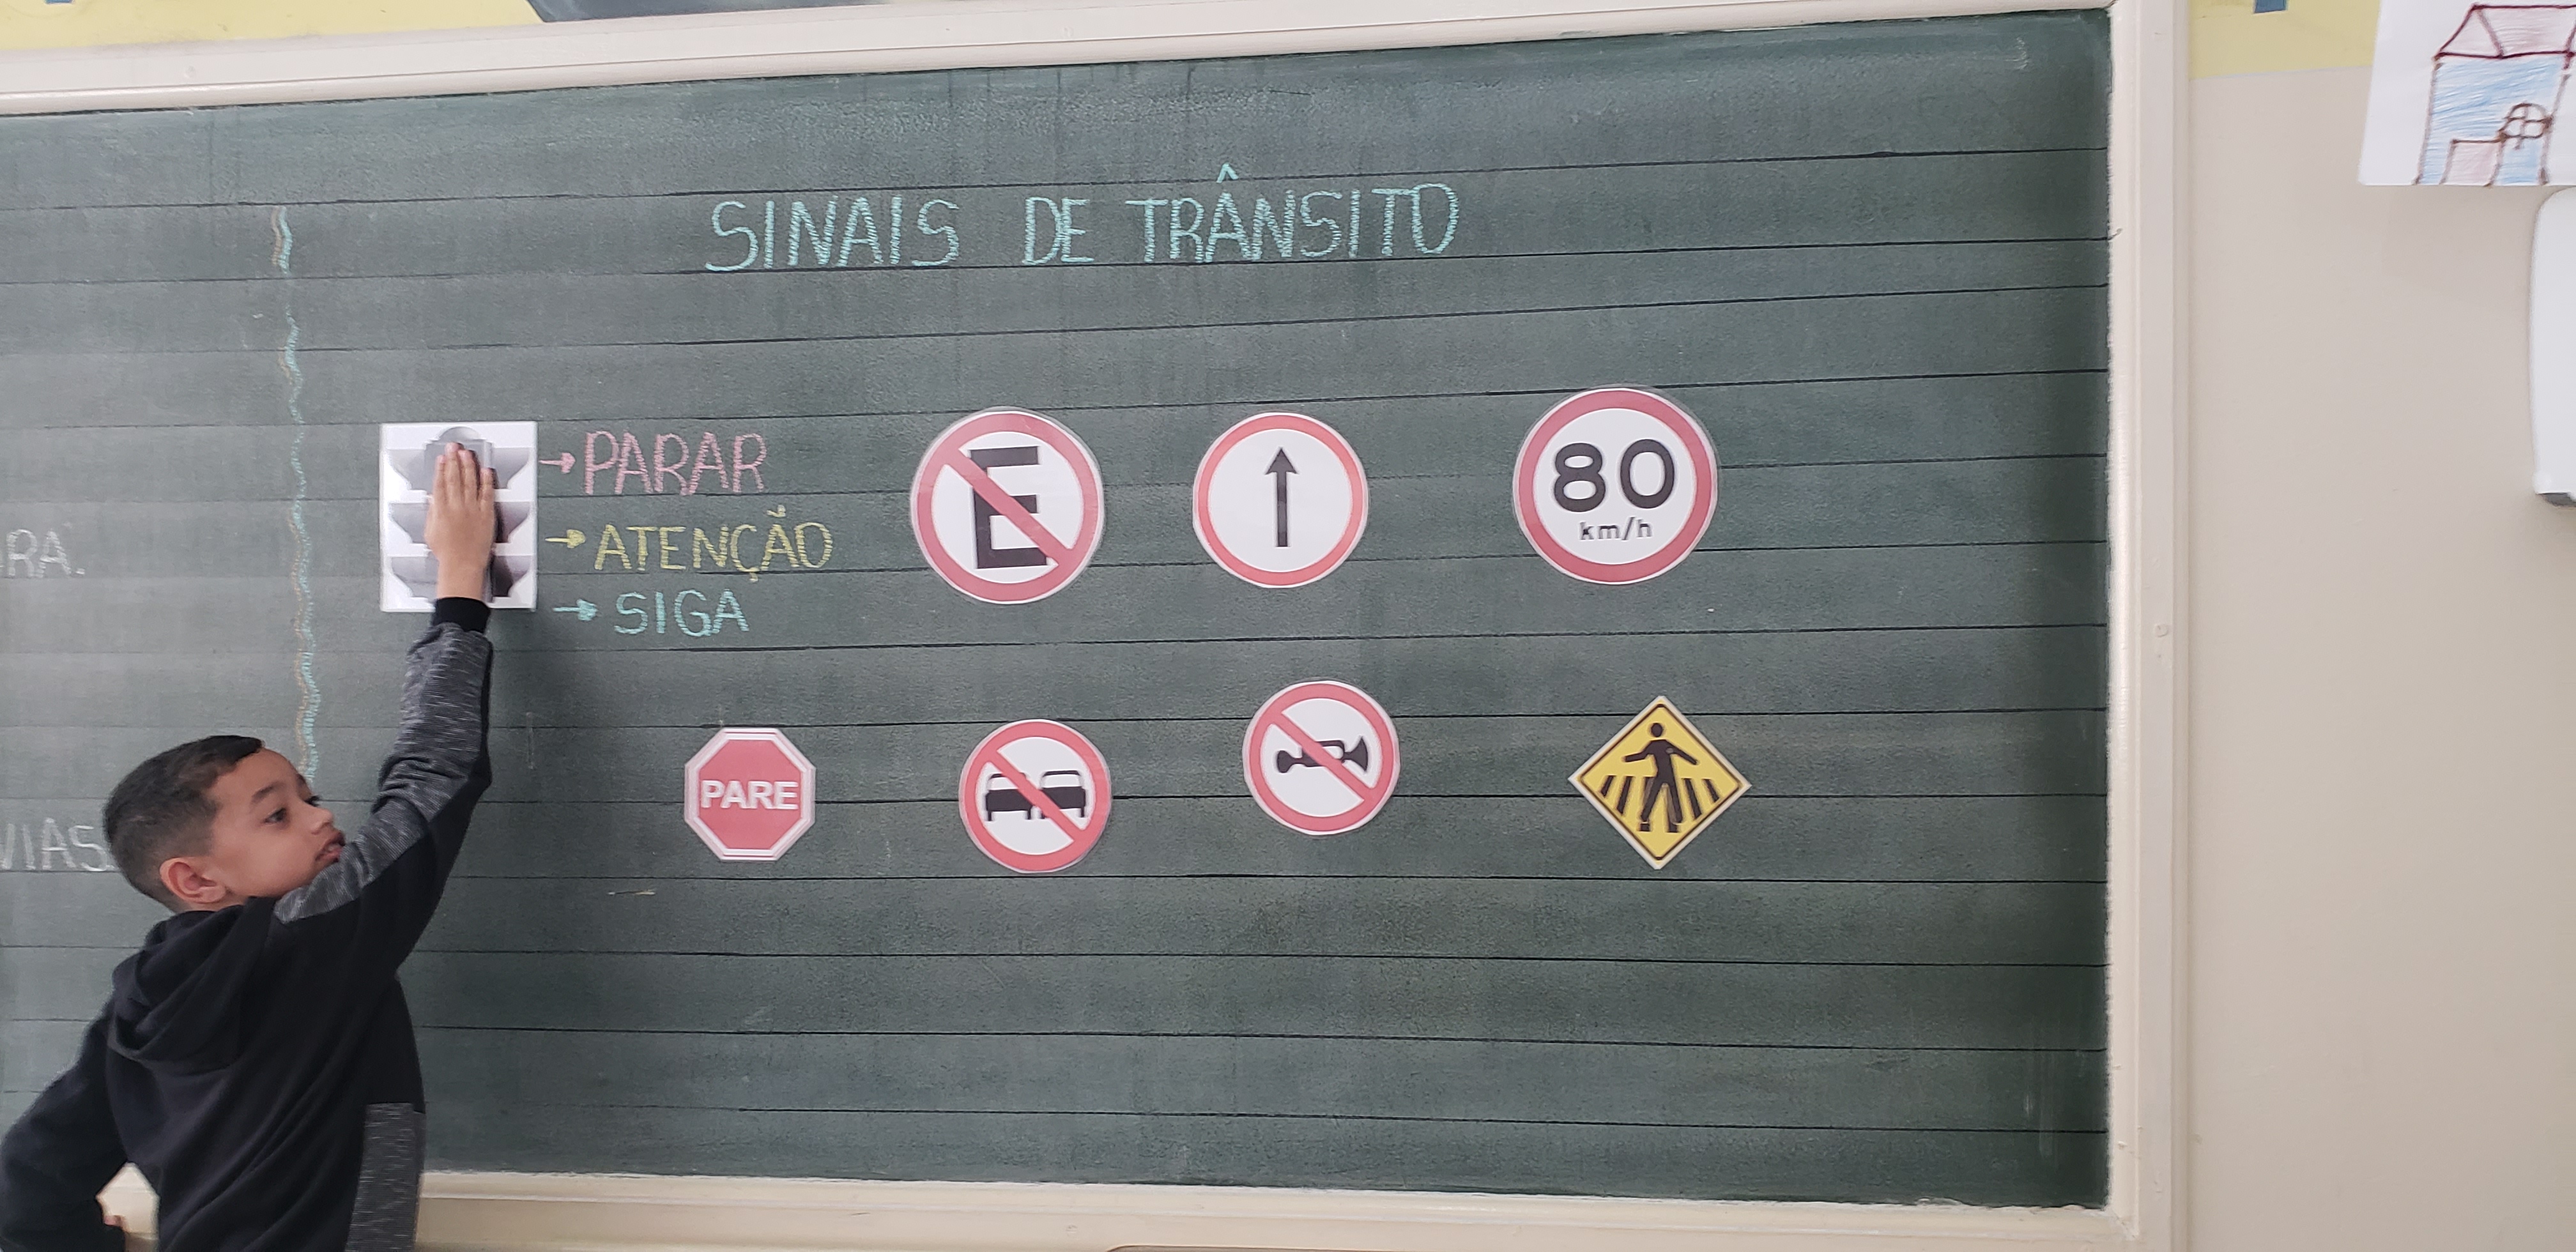 SINAIS DE TRÂNSITO
PARAR
ATENÇÃO
SIGA
E
80
km/h
PARE
RA.
VIAS